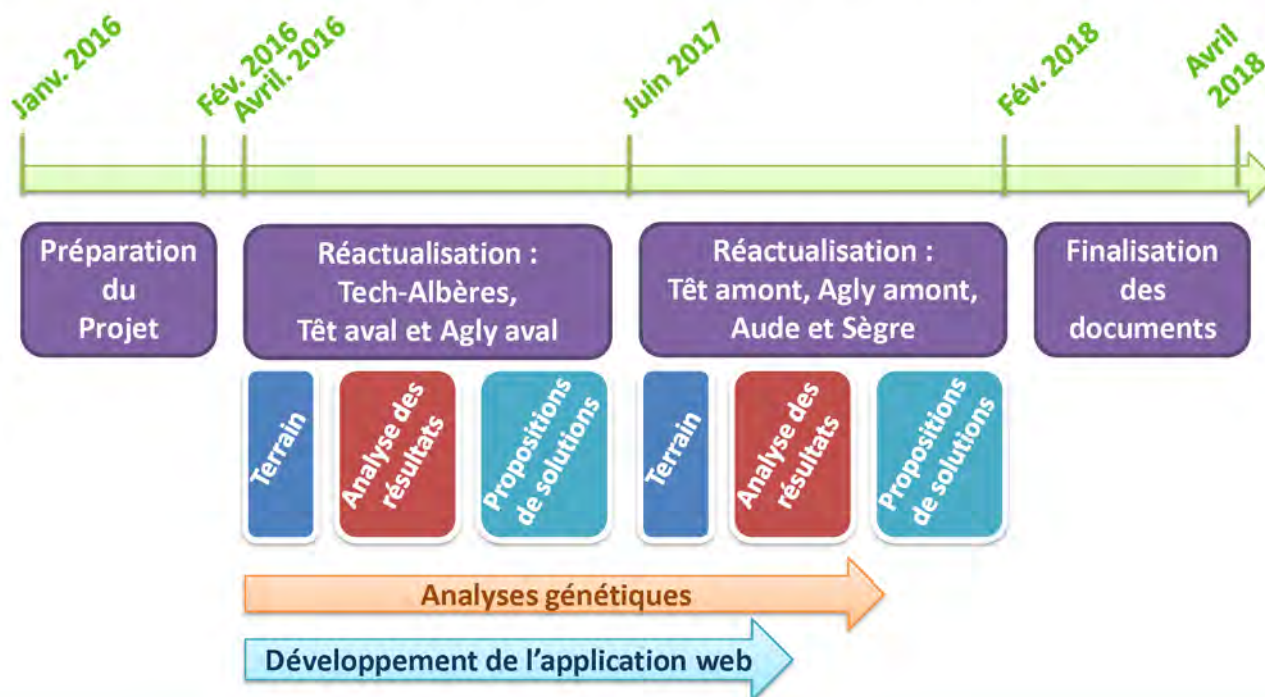 Janv. 2016
Fév. 2016
Avril. 2016
Juin 2017
Fév. 2018
Avril
2018
Préparation
du
Projet
Réactualisation :
Tech-Albères,
Têt aval et Agly aval
Réactualisation :
Têt amont, Agly amont,
Aude et Sègre
Finalisation
des
documents
Terrain
Analyse des
résultats
Propositions
de solutions
Terrain
Analyse des
résultats
Propositions
de solutions
Analyses génétiques
Développement de l’application web